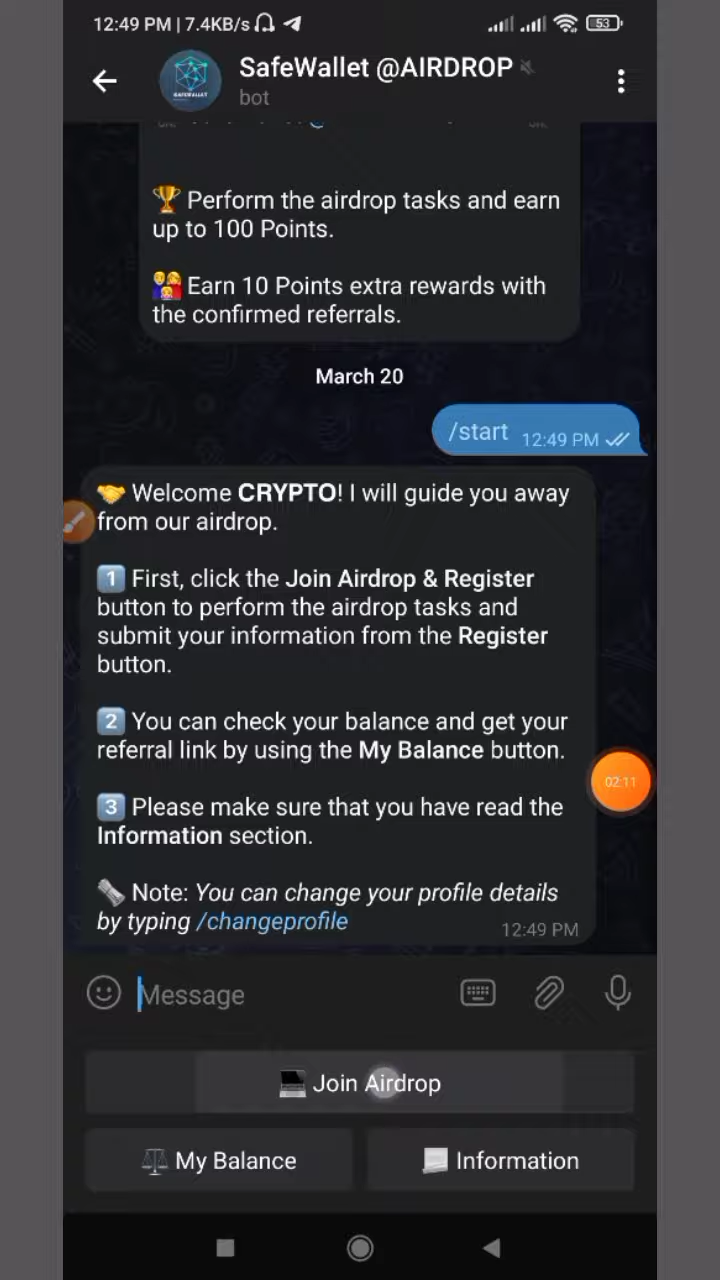 12:49 PM | 7.4KB/s
53
SafeWallet @AIRDROP
bot
SAFEWALLET
🏆 Perform the airdrop tasks and earn
up to 100 Points.
👨‍👩‍👦 Earn 10 Points extra rewards with
the confirmed referrals.
March 20
/start 12:49 PM
🤝 Welcome CRYPTO! I will guide you away
from our airdrop.
1️⃣ First, click the Join Airdrop & Register
button to perform the airdrop tasks and
submit your information from the Register
button.
2️⃣ You can check your balance and get your
referral link by using the My Balance button.
02:11
3️⃣ Please make sure that you have read the
Information section.
🗞 Note: You can change your profile details
by typing /changeprofile
12:49 PM
Message
💻 Join Airdrop
⚖ My Balance
📃 Information